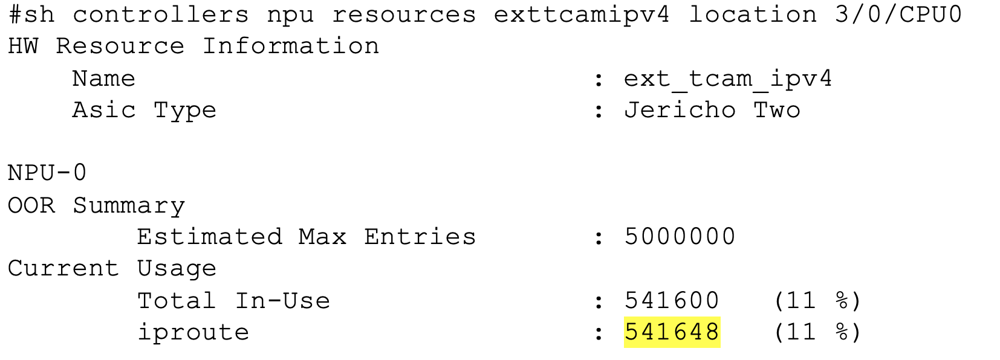 #sh controllers npu resources exttcamipv4 location 3/0/CPU0
HW Resource Information
    Name                            : ext_tcam_ipv4
    Asic Type                       : Jericho Two

NPU-0
OOR Summary
        Estimated Max Entries       : 5000000
Current Usage
        Total In-Use                : 541600   (11 %)
        iproute                     : 541648   (11 %)